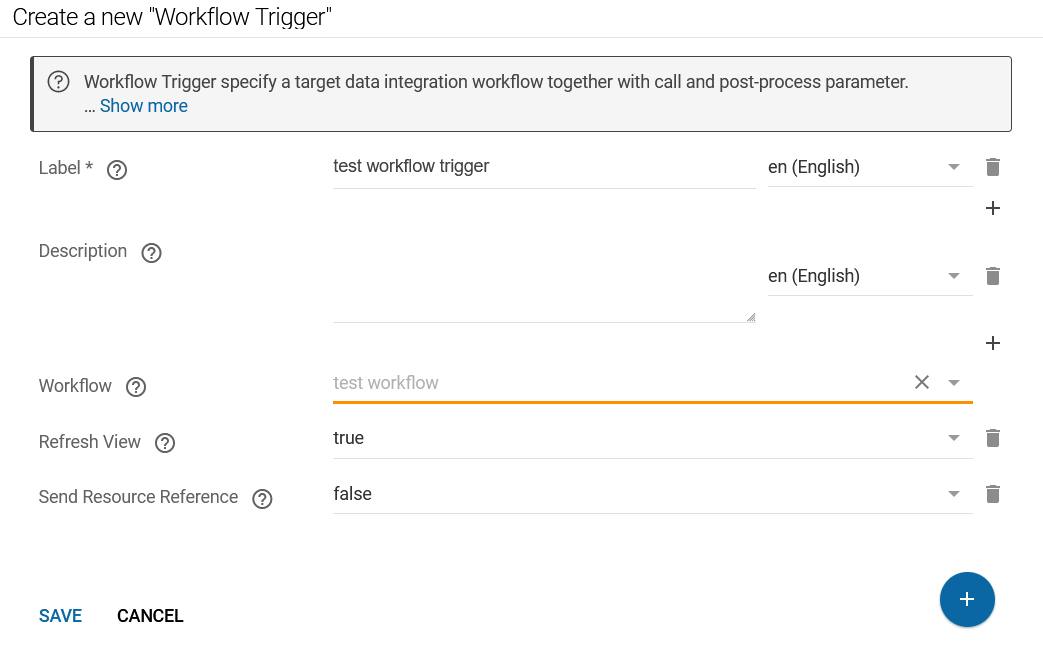 Create a new "Workflow Trigger"
Workflow Trigger specify a target data integration workflow together with call and post-process parameter.
... Show more
Label * test workflow trigger en (English)
Description en (English)
Workflow test workflow
Refresh View true
Send Resource Reference false
SAVE CANCEL